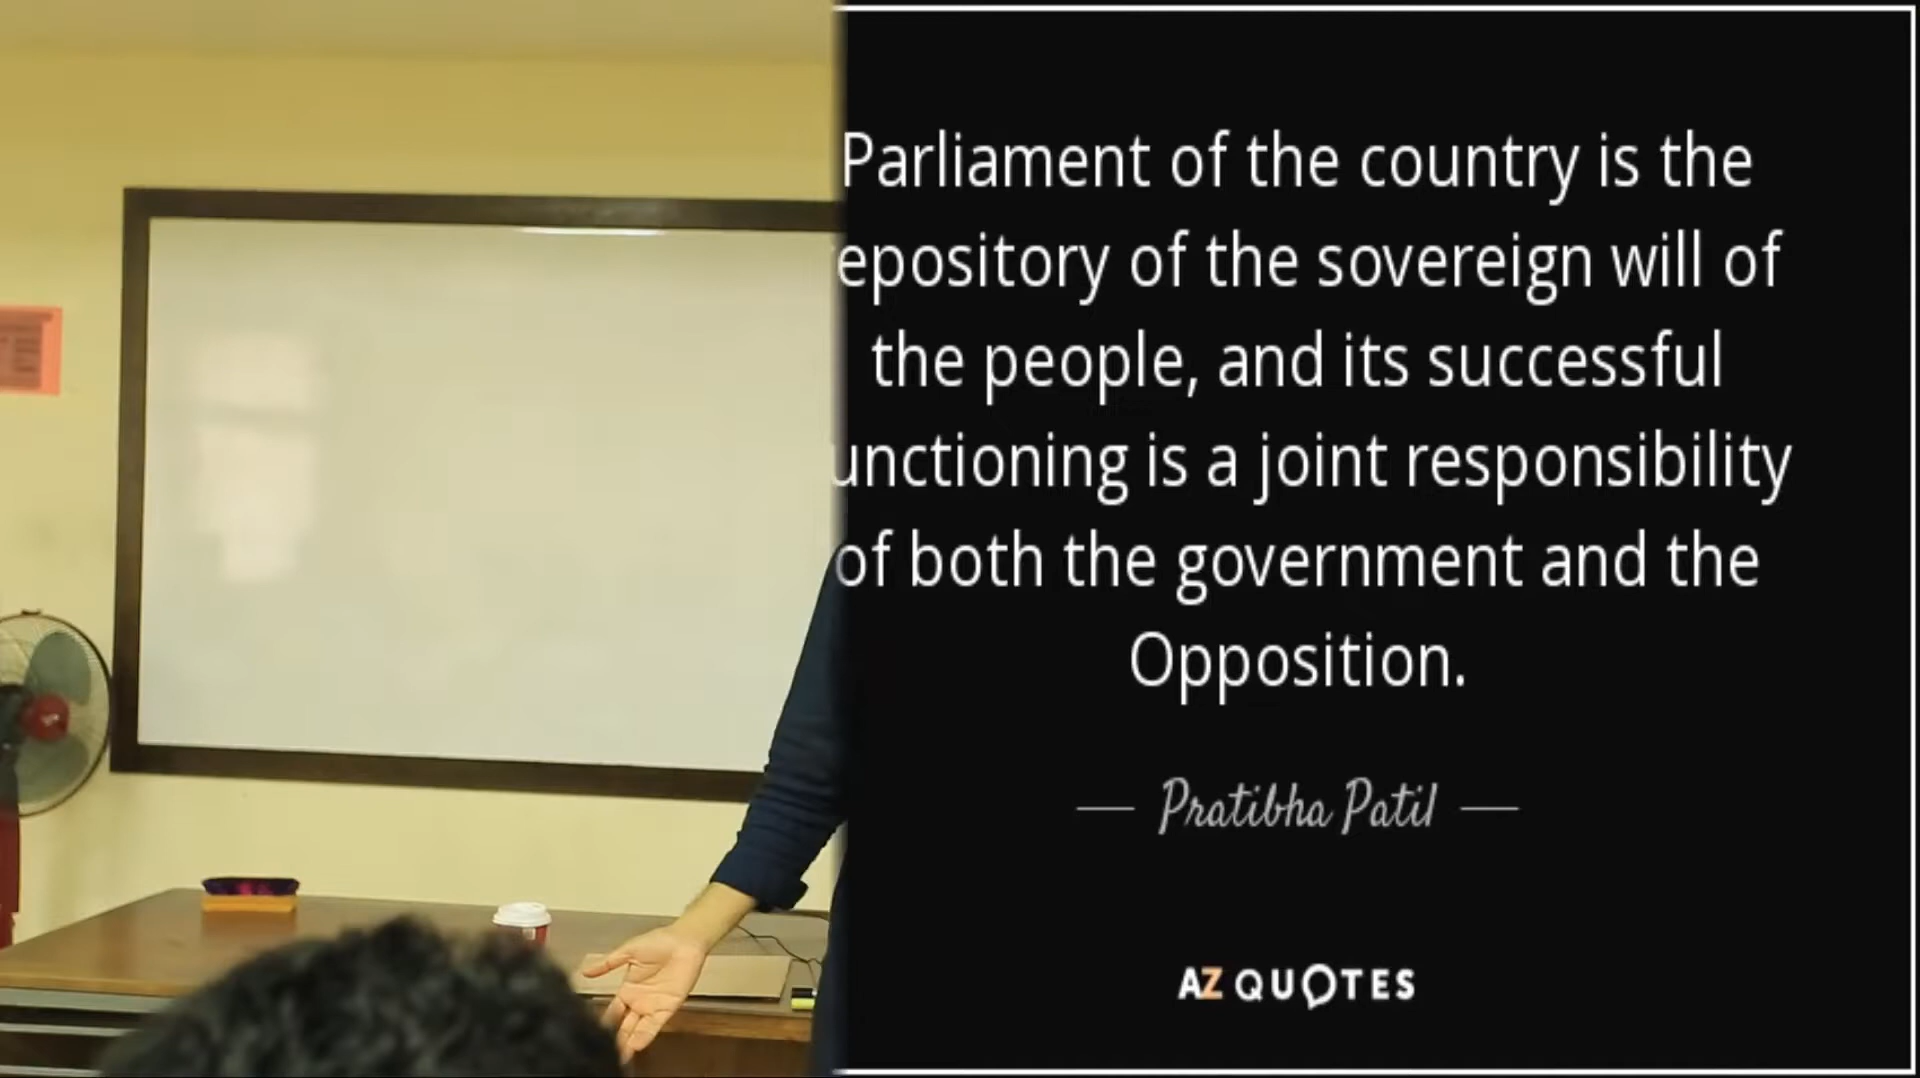 Parliament of the country is the
epository of the sovereign will of
the people, and its successful
unctioning is a joint responsibility
of both the government and the
Opposition.
— Pratibha Patil —
AZ QUOTES